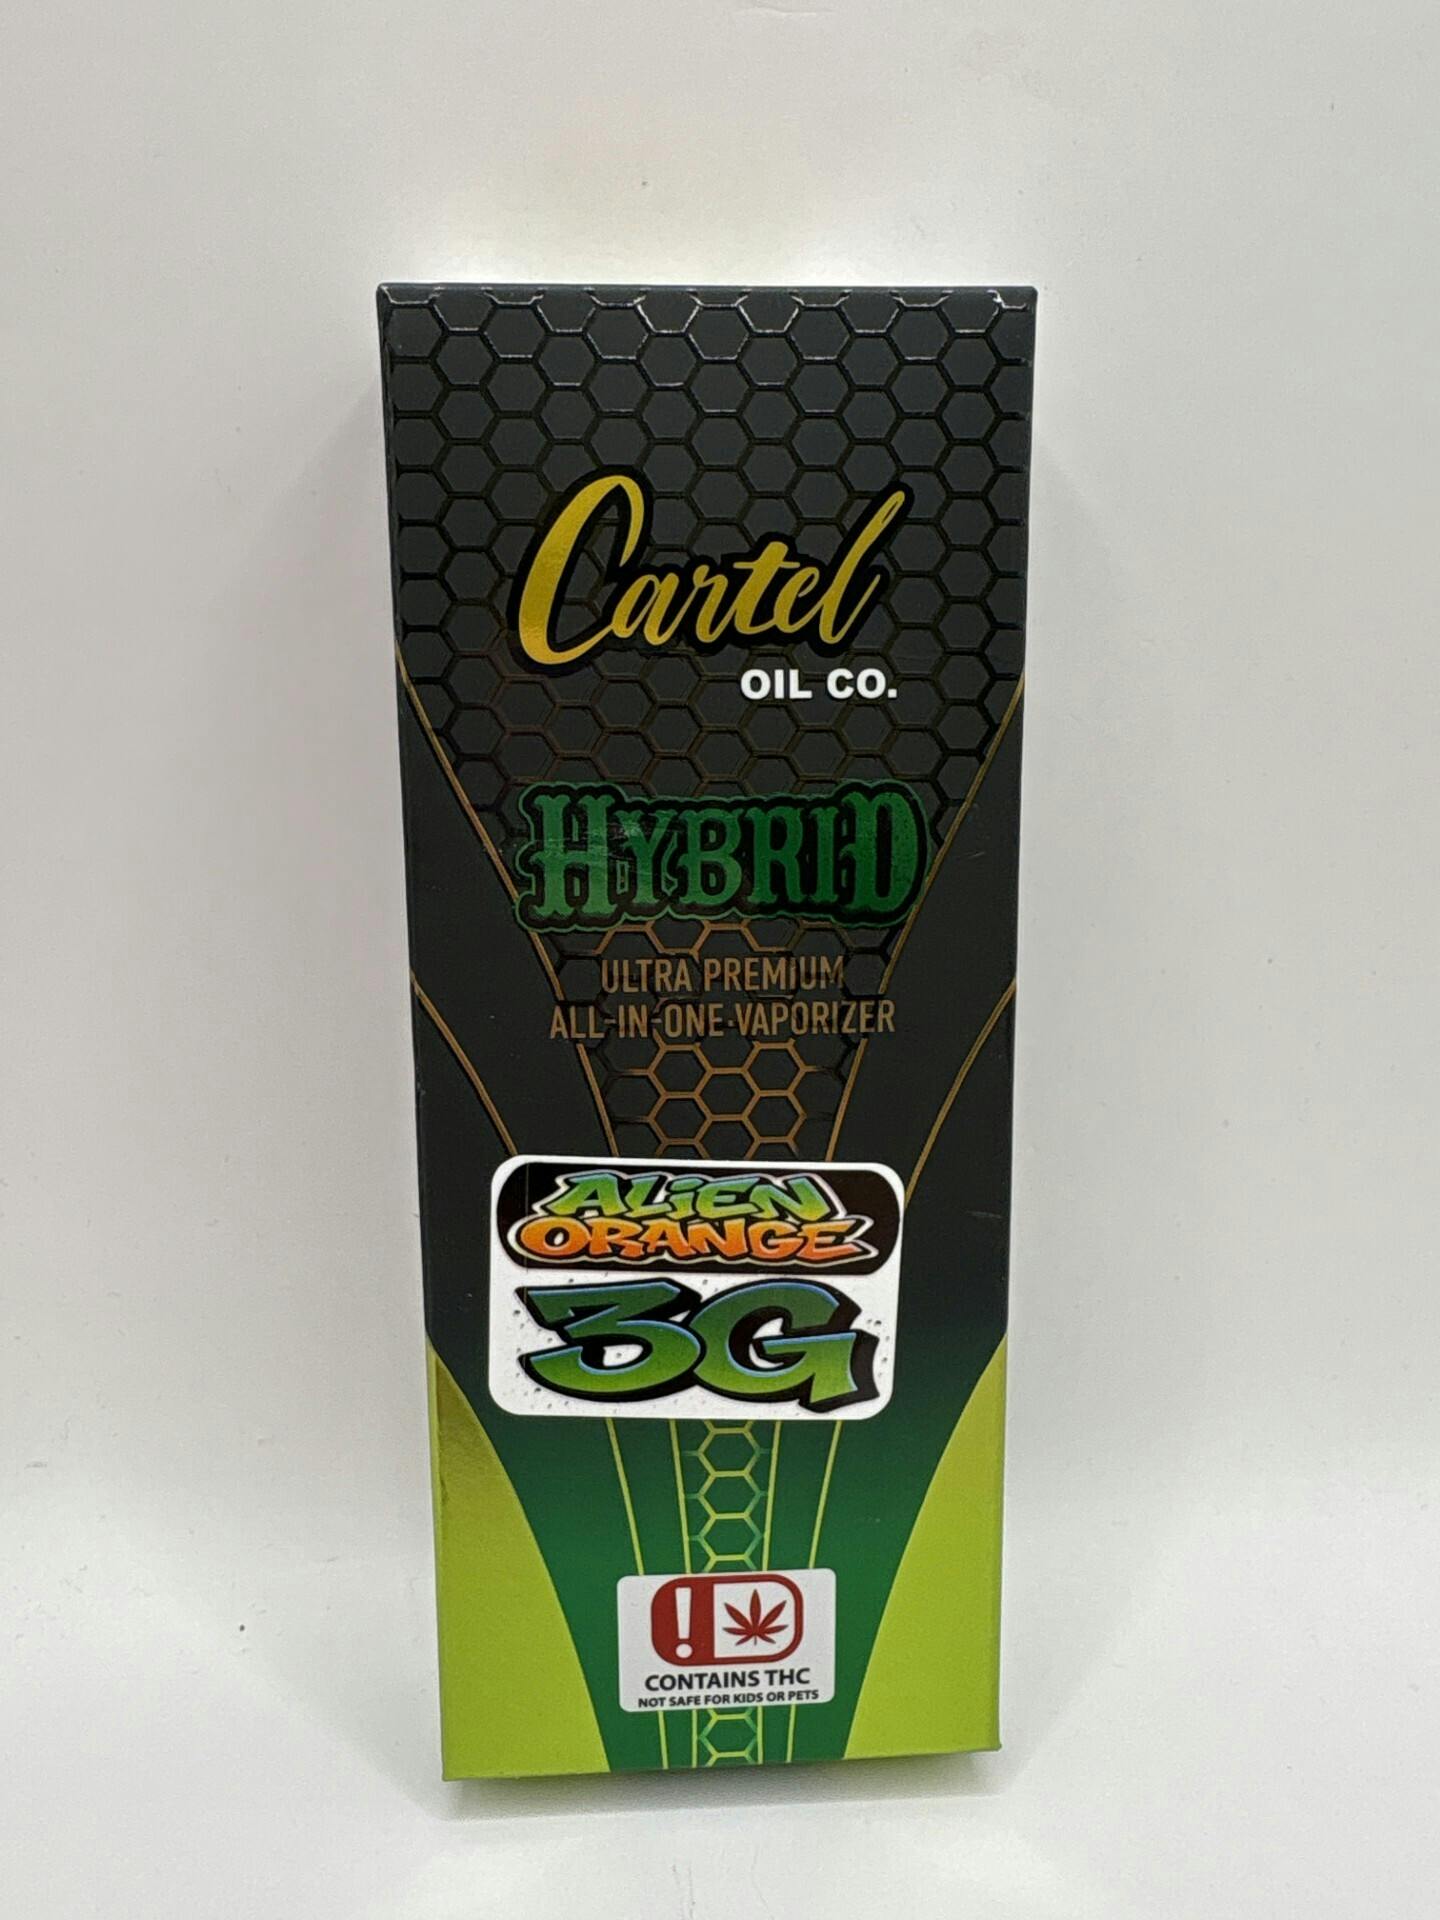 Cartel
OIL CO.
HYBRID
ULTRA PREMIUM
ALL-IN-ONE VAPORIZER
ALiEN
ORANGE
3G
!
CONTAINS THC
NOT SAFE FOR KIDS OR PETS